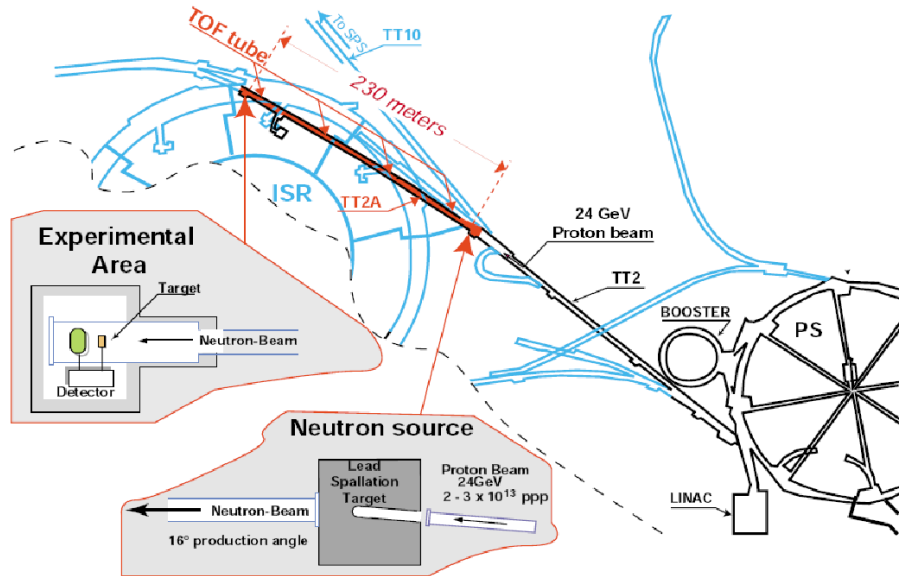 To SPS
TT10
TOF tube
230 meters
ISR
TT2A
24 GeV
Proton beam
TT2
BOOSTER
PS
LINAC
Experimental
Area
Target
Neutron-Beam
Detector
Neutron source
Lead
Spallation
Target
Proton Beam
24GeV
2 - 3 x 10¹³ ppp
Neutron-Beam
16° production angle